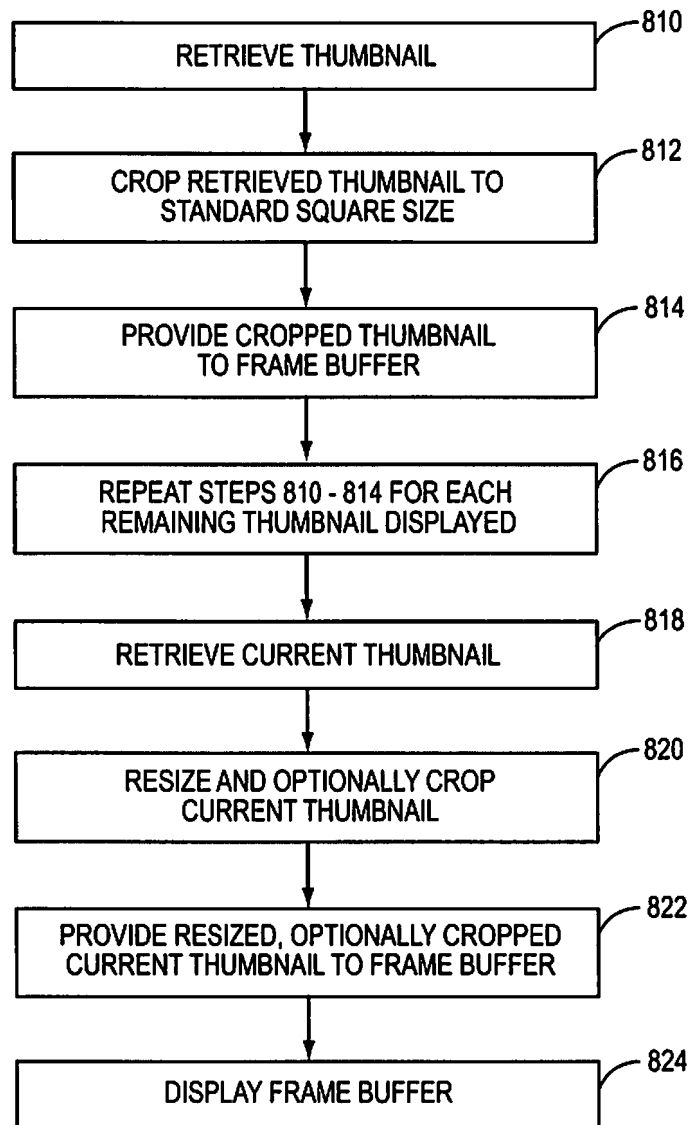 810
RETRIEVE THUMBNAIL
812
CROP RETRIEVED THUMBNAIL TO
STANDARD SQUARE SIZE
814
PROVIDE CROPPED THUMBNAIL
TO FRAME BUFFER
816
REPEAT STEPS 810 - 814 FOR EACH
REMAINING THUMBNAIL DISPLAYED
818
RETRIEVE CURRENT THUMBNAIL
820
RESIZE AND OPTIONALLY CROP
CURRENT THUMBNAIL
822
PROVIDE RESIZED, OPTIONALLY CROPPED
CURRENT THUMBNAIL TO FRAME BUFFER
824
DISPLAY FRAME BUFFER